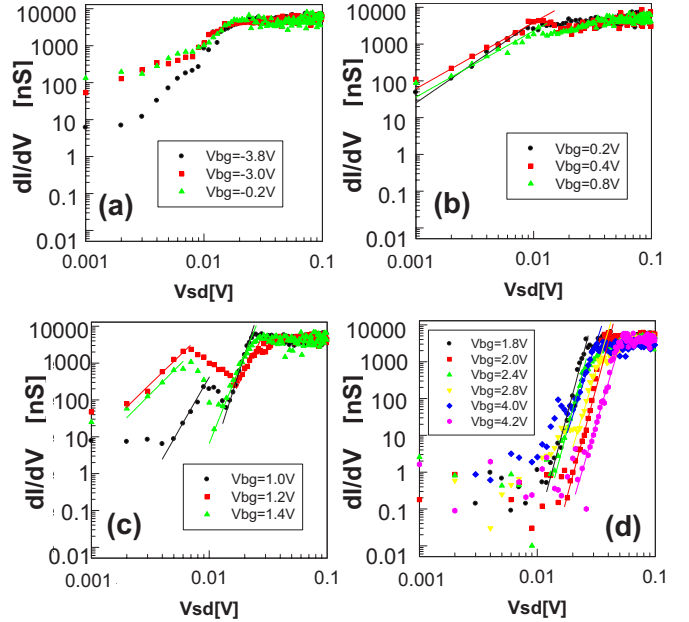 10000
1000
100
10
1
0.1
0.01
dI/dV [nS]
Vbg=-3.8V
Vbg=-3.0V
Vbg=-0.2V
(a)
0.001 0.01 0.1
Vsd[V]
10000
1000
100
10
1
0.1
0.01
dI/dV [nS]
Vbg=0.2V
Vbg=0.4V
Vbg=0.8V
(b)
0.001 0.01 0.1
Vsd[V]
10000
1000
100
10
1
0.1
0.01
dI/dV [nS]
Vbg=1.0V
Vbg=1.2V
Vbg=1.4V
(c)
0.001 0.01 0.1
Vsd[V]
10000
1000
100
10
1
0.1
0.01
dI/dV [nS]
Vbg=1.8V
Vbg=2.0V
Vbg=2.4V
Vbg=2.8V
Vbg=4.0V
Vbg=4.2V
(d)
0.001 0.01 0.1
Vsd[V]